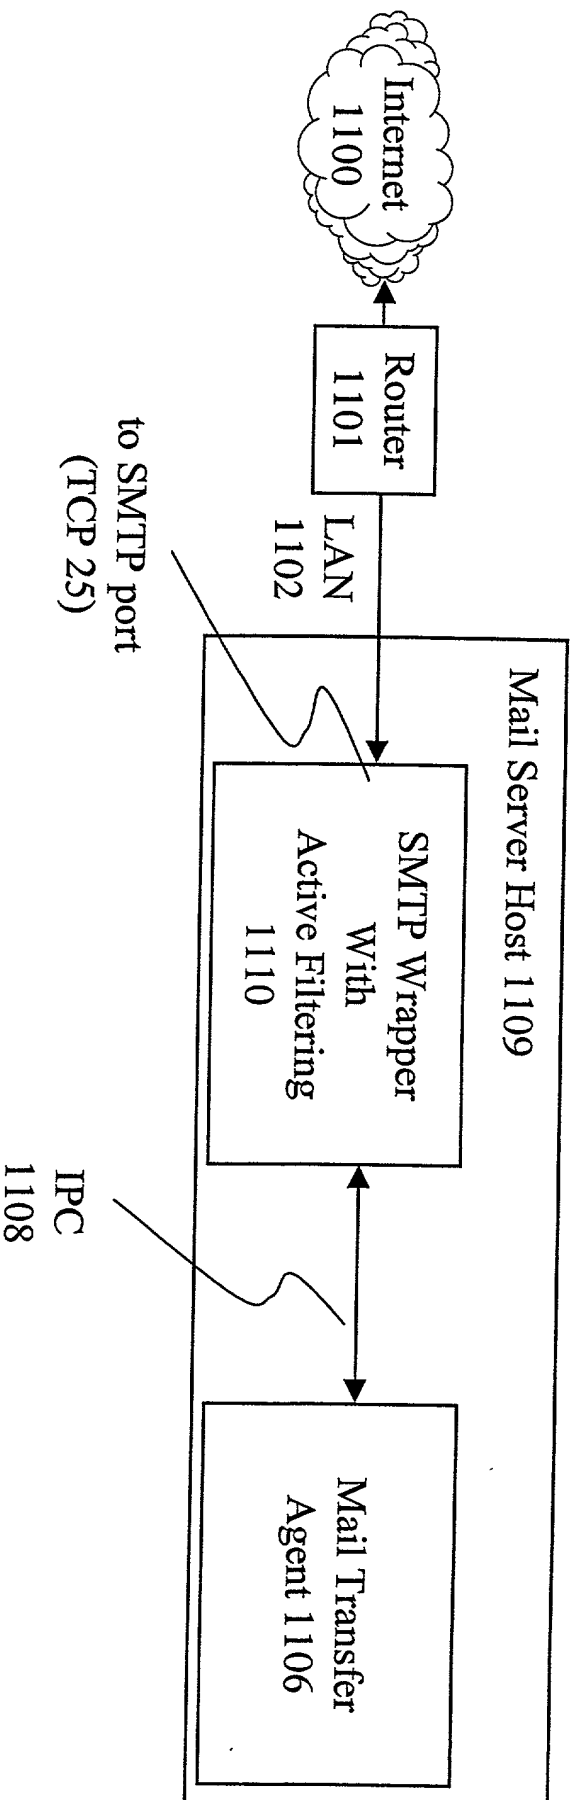 Mail Server Host 1109
Internet
1100
Router
1101
LAN
1102
to SMTP port
(TCP 25)
SMTP Wrapper
With
Active Filtering
1110
IPC
1108
Mail Transfer
Agent 1106